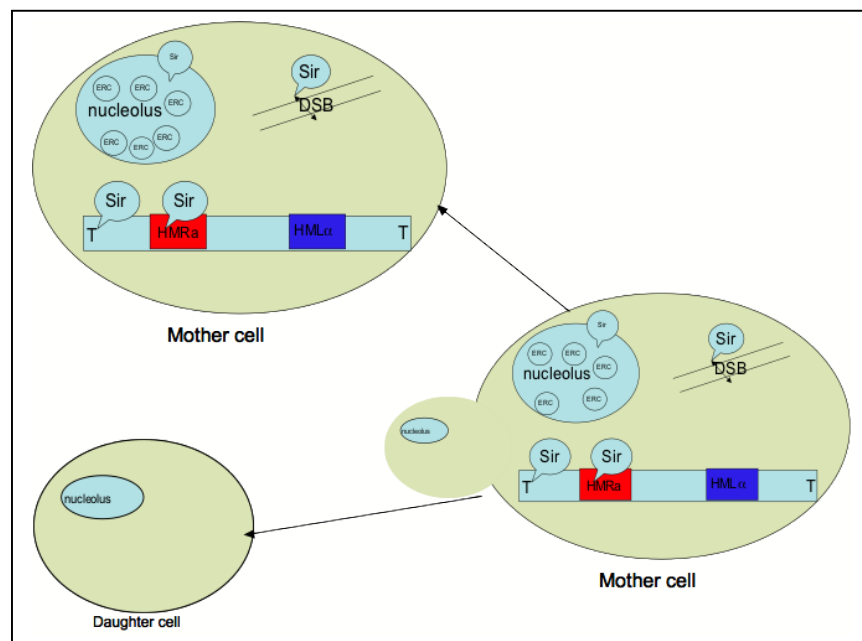 Sir
ERC ERC
nucleolus ERC
ERC ERC ERC
Sir
DSB
Sir Sir
T HMRa HMLα T
Mother cell
Sir
ERC ERC
nucleolus ERC
ERC ERC
Sir
DSB
nucleolus
Sir Sir
T HMRa HMLα T
Mother cell
nucleolus
Daughter cell